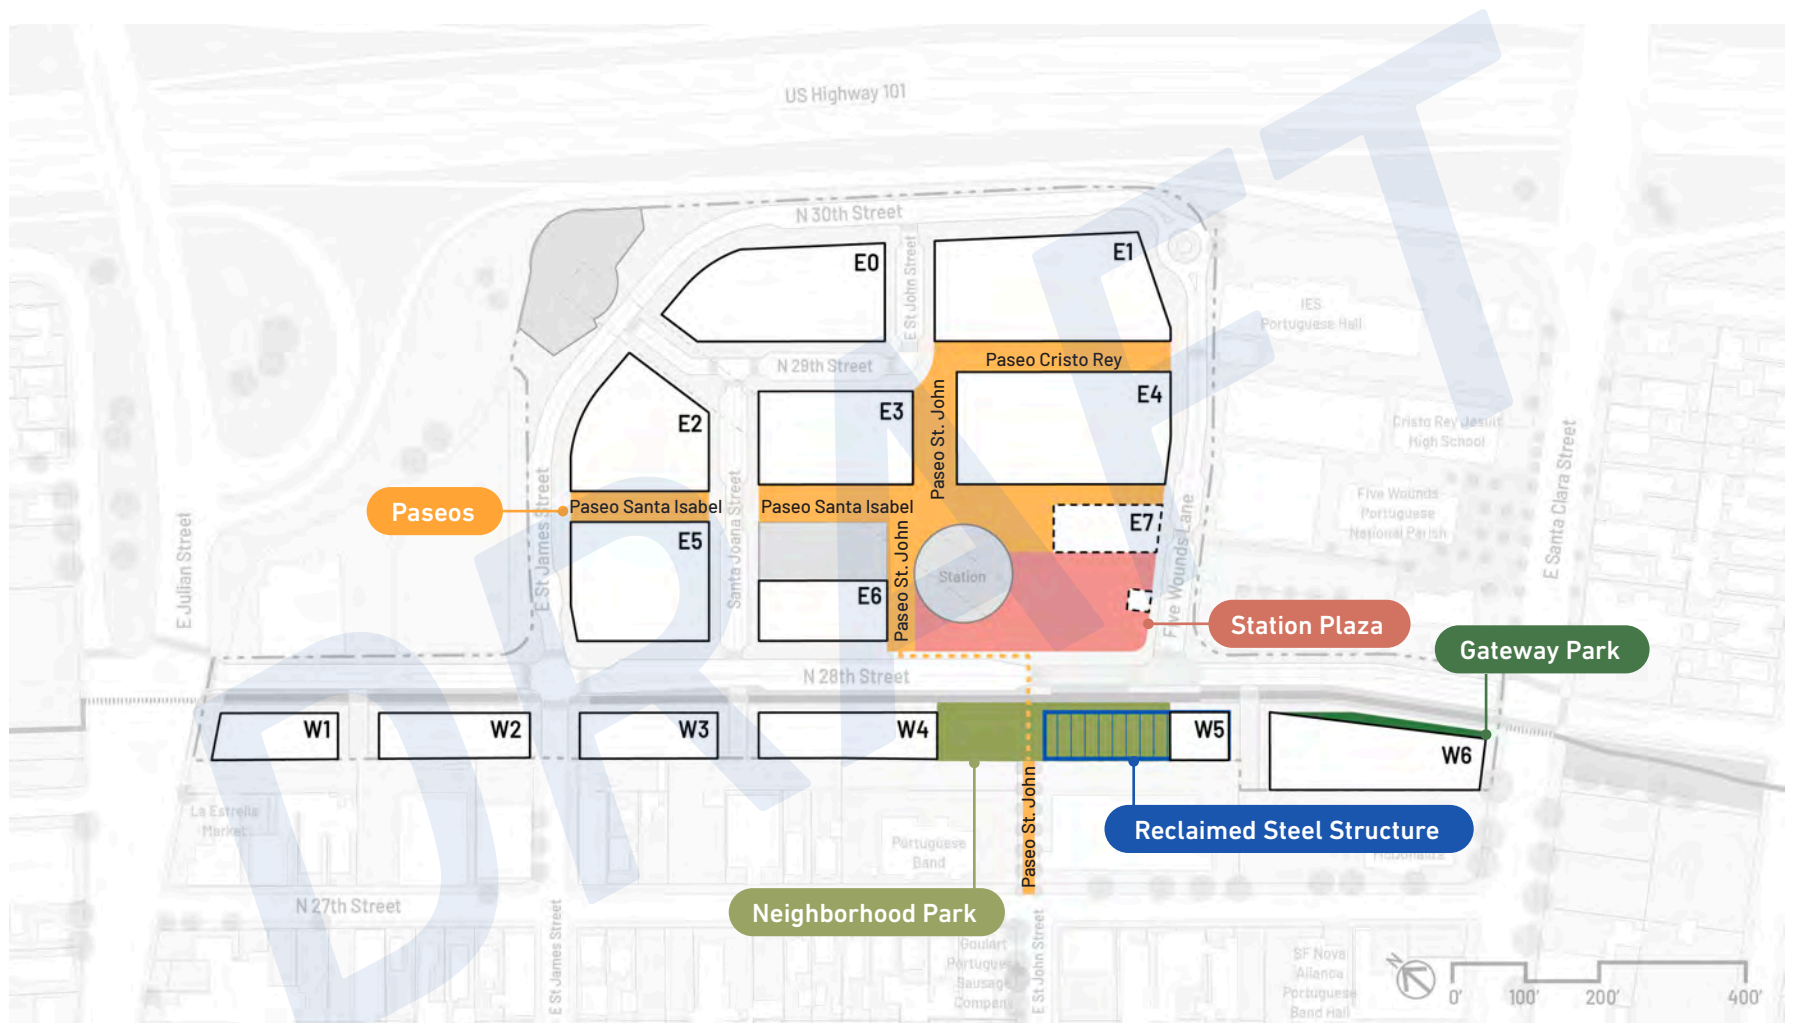 DRAFT
US Highway 101
N 30th Street
E0
E St John Street
E1
IES
Portuguese Hall
Paseo Cristo Rey
N 29th Street
E2
E3
Paseo St. John
E4
Cristo Rey Jesuit
High School
E Santa Clara Street
Paseos
E St James Street
Paseo Santa Isabel
Santa Joana Street
Paseo Santa Isabel
E7
Five Wounds
Portuguese
National Parish
E Julian Street
E5
E6
Paseo St. John
Station
Five Wounds Lane
Station Plaza
Gateway Park
N 28th Street
W1
W2
W3
W4
W5
W6
La Estrella
Market
Portuguese
Band
Paseo St. John
Reclaimed Steel Structure
McDonalds
N 27th Street
Neighborhood Park
E St James Street
Goulart
Portuguese
Sausage
Company
E St John Street
SF Nova
Alianca
Portuguese
Band Hall
N
0'
100'
200'
400'